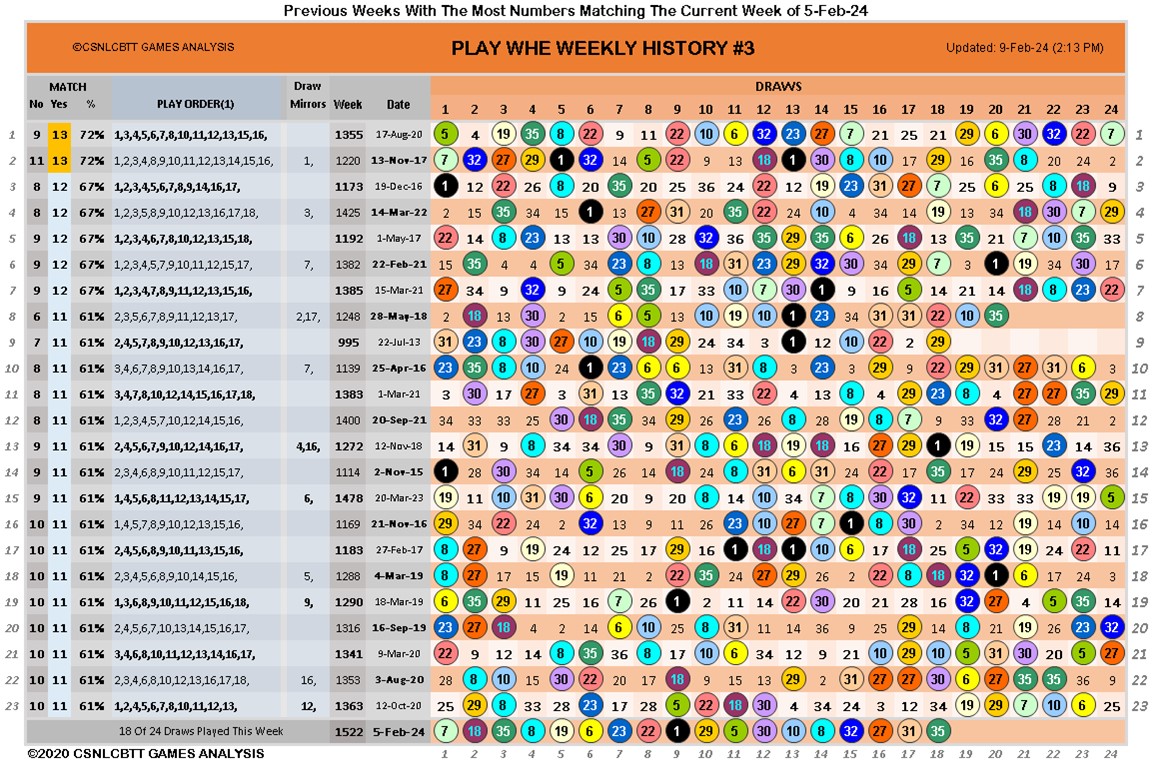 Previous Weeks With The Most Numbers Matching The Current Week of 5-Feb-24
©CSNLCBTT GAMES ANALYSIS PLAY WHE WEEKLY HISTORY #3 Updated: 9-Feb-24 (2:13 PM)
MATCH Draw DRAWS
No Yes % PLAY ORDER(1) Mirrors Week Date 1 2 3 4 5 6 7 8 9 10 11 12 13 14 15 16 17 18 19 20 21 22 23 24
1 9 13 72% 1,3,4,5,6,7,8,10,11,12,13,15,16, 1355 17-Aug-20 5 4 19 35 8 22 9 11 22 10 6 32 23 27 7 21 25 21 29 6 30 32 22 7 1
2 11 13 72% 1,2,3,4,8,9,10,11,12,13,14,15,16, 1, 1220 13-Nov-17 7 32 27 29 1 32 14 5 22 9 13 18 1 30 8 10 17 29 16 35 8 20 24 2 2
3 8 12 67% 1,2,3,4,5,6,7,8,9,14,16,17, 1173 19-Dec-16 1 12 22 26 8 20 35 20 25 36 24 22 12 19 23 31 27 7 25 6 25 8 18 9 3
4 8 12 67% 1,2,3,5,8,9,10,12,13,16,17,18, 3, 1425 14-Mar-22 2 15 35 34 15 1 13 27 31 20 35 22 24 10 4 34 14 19 13 34 18 30 7 29 4
5 9 12 67% 1,2,3,4,6,7,8,10,12,13,15,18, 1192 1-May-17 22 14 8 23 13 13 30 10 28 32 36 35 29 35 6 26 18 13 35 21 7 10 35 33 5
6 9 12 67% 1,2,3,4,5,7,9,10,11,12,15,17, 7, 1382 22-Feb-21 15 35 4 4 5 34 23 8 13 18 31 23 29 32 30 34 29 7 3 1 19 34 30 17 6
7 9 12 67% 1,2,3,4,7,8,9,11,12,13,15,16, 1385 15-Mar-21 27 34 9 32 9 24 5 35 17 33 10 7 30 1 9 16 5 14 21 14 18 8 23 22 7
8 6 11 61% 2,3,5,6,7,8,9,11,12,13,17, 2,17, 1248 28-May-18 2 18 13 30 2 15 6 5 13 10 19 10 1 23 34 31 31 22 10 35 8
9 7 11 61% 2,4,5,7,8,9,10,12,13,16,17, 995 22-Jul-13 31 23 8 30 27 10 19 18 29 24 34 3 1 12 10 22 2 29 9
10 8 11 61% 3,4,6,7,8,9,10,11,12,16,18, 7, 1139 25-Apr-16 23 35 8 10 26 1 23 6 6 13 31 8 3 23 3 29 9 22 29 31 27 31 6 3 10
11 8 11 61% 3,4,7,8,10,12,14,15,16,17,18, 1383 1-Mar-21 3 30 17 27 3 31 13 35 32 21 33 22 4 13 8 4 29 23 8 4 27 27 35 29 11
12 8 11 61% 1,2,3,4,5,7,10,12,14,15,16, 1400 20-Sep-21 34 33 33 25 30 18 35 34 29 26 23 26 8 28 19 8 7 9 33 32 27 28 21 2 12
13 9 11 61% 2,4,5,6,7,9,10,12,14,16,17, 4,16, 1272 12-Nov-18 14 31 9 8 34 34 30 9 31 8 6 18 19 18 16 27 29 1 19 15 15 23 14 36 13
14 9 11 61% 2,3,4,6,8,9,10,11,12,15,17, 1114 2-Nov-15 1 28 30 34 14 5 26 14 18 24 8 31 6 31 24 22 17 35 17 24 29 25 32 36 14
15 9 11 61% 1,4,5,6,8,11,12,13,14,15,17, 6, 1478 20-Mar-23 19 11 10 31 30 6 20 9 20 8 14 10 34 7 8 30 32 11 22 33 33 19 19 5 15
16 10 11 61% 1,4,5,7,8,9,10,12,13,15,16, 1169 21-Nov-16 29 34 22 24 2 32 13 9 11 26 23 10 27 7 1 8 30 2 34 12 19 14 10 14 16
17 10 11 61% 2,4,5,6,8,9,10,11,13,15,16, 1183 27-Feb-17 8 27 9 19 24 12 25 17 29 16 1 18 1 10 6 17 18 25 5 32 19 24 22 11 17
18 10 11 61% 2,3,4,5,6,8,9,10,14,15,16, 5, 1288 4-Mar-19 8 27 17 15 19 11 21 2 22 35 24 27 29 26 2 22 8 18 32 1 6 17 24 3 18
19 10 11 61% 1,3,6,8,9,10,11,12,15,16,18, 9, 1290 18-Mar-19 6 35 29 11 25 16 7 26 1 2 11 14 22 30 20 21 28 16 32 27 4 5 35 14 19
20 10 11 61% 2,4,5,6,7,10,13,14,15,16,17, 1316 16-Sep-19 23 27 18 4 2 14 6 10 25 8 31 11 14 36 9 25 29 14 8 21 19 26 23 32 20
21 10 11 61% 3,4,6,8,10,11,12,13,14,16,17, 1341 9-Mar-20 22 9 12 14 8 35 36 8 17 10 6 34 12 9 21 10 29 10 5 31 30 20 5 27 21
22 10 11 61% 2,3,4,6,8,10,12,13,16,17,18, 16, 1353 3-Aug-20 28 8 10 15 30 22 20 17 18 9 12 13 29 2 31 27 27 30 6 27 35 35 36 9 22
23 10 11 61% 1,2,4,5,6,7,8,10,11,12,13, 12, 1363 12-Oct-20 25 29 8 33 28 23 17 28 5 22 18 30 4 34 24 3 12 34 19 29 7 10 6 25 23
18 Of 24 Draws Played This Week 1522 5-Feb-24 7 18 35 8 19 6 23 35 1 29 5 30 10 8 32 27 31 35
©2020 CSNLCBTT GAMES ANALYSIS 1 2 3 4 5 6 7 8 9 10 11 12 13 14 15 16 17 18 19 20 21 22 23 24